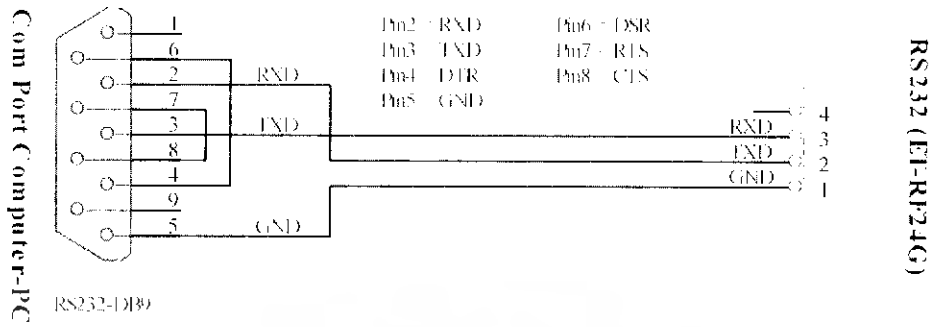 Com Port Computer-PC
1
6
2
7
3
8
4
9
5
RXD
TXD
GND
RS232-DB9
Pin2 : RXD
Pin3 : TXD
Pin4 : DTR
Pin5 : GND
Pin6 : DSR
Pin7 : RTS
Pin8 : CTS
RXD
TXD
GND
4
3
2
1
RS232 (ET-RF24G)